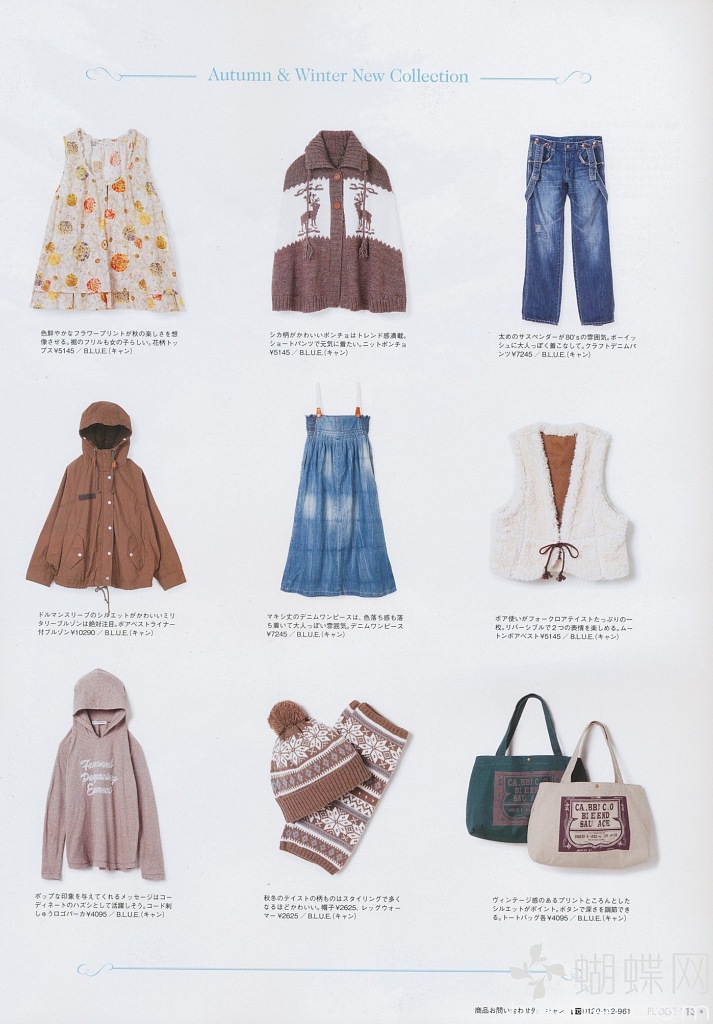 Autumn & Winter New Collection
色鮮やかなフラワープリントが秋の楽しさを想
像させる。裾のフリルも女の子らしい。花柄トッ
プス¥5145 ／ B.L.U.E.（キャン）
シカ柄がかわいいポンチョはトレンド感満載。
ショートパンツで元気に着たい。ニットポンチョ
¥5145 ／ B.L.U.E.（キャン）
太めのサスペンダーが80'sの雰囲気。ボーイッ
シュに大人っぽく着こなして。クラフトデニムパ
ンツ¥7245 ／ B.L.U.E.（キャン）
ドルマンスリーブのシルエットがかわいいミリ
タリーブルゾンは絶対注目。ボアベストライナー
付ブルゾン¥10290 ／ B.L.U.E.（キャン）
マキシ丈のデニムワンピースは、色落ち感も落
ち着いて大人っぽい雰囲気。デニムワンピース
¥7245 ／ B.L.U.E.（キャン）
ボア使いがフォークロアテイストたっぷりの一
枚。リバーシブルで２つの表情を楽しめる。ムー
トンボアベスト¥5145 ／ B.L.U.E.（キャン）
Featured
CA.BBIC.O
BLEEND
SAU ACE
CA.BBIC.O
BLEEND
SAU ACE
ポップな印象を与えてくれるメッセージはコー
ディネートのハズシとして活躍しそう。コード刺
しゅうロゴパーカ¥4095 ／ B.L.U.E.（キャン）
秋冬のテイストの柄ものはスタイリングで多く
なるほどかわいい。帽子¥2625、レッグウォー
マー¥2625 ／ B.L.U.E.（キャン）
ヴィンテージ感のあるプリントところんとした
シルエットがポイント。ボタンで深さを調節でき
る。トートバッグ各¥4095 ／ B.L.U.E.（キャン）
蝴蝶网
商品お問い合わせ先／キャン 0120-112-961 FUDGE 13